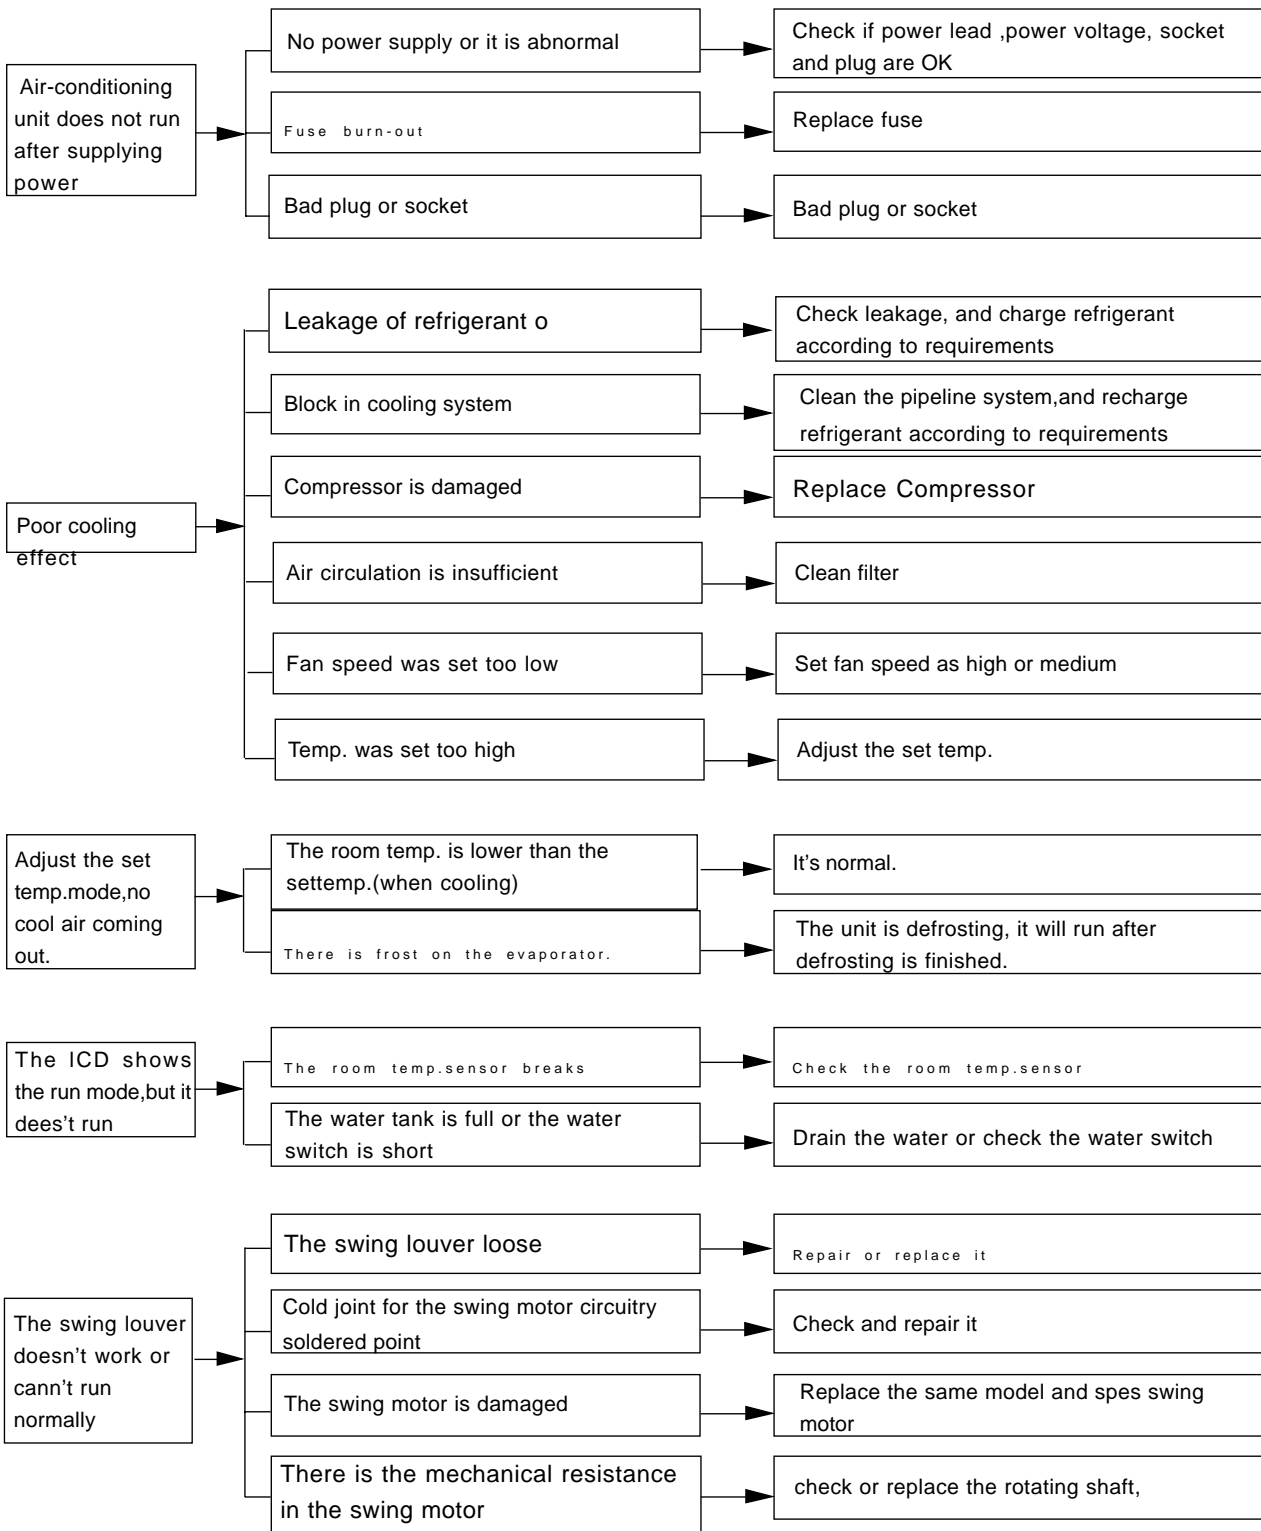 Air-conditioning
unit does not run
after supplying
power
No power supply or it is abnormal
Check if power lead ,power voltage, socket
and plug are OK
Fuse burn-out
Replace fuse
Bad plug or socket
Bad plug or socket
Poor cooling
effect
Leakage of refrigerant o
Check leakage, and charge refrigerant
according to requirements
Block in cooling system
Clean the pipeline system,and recharge
refrigerant according to requirements
Compressor is damaged
Replace Compressor
Air circulation is insufficient
Clean filter
Fan speed was set too low
Set fan speed as high or medium
Temp. was set too high
Adjust the set temp.
Adjust the set
temp.mode,no
cool air coming
out.
The room temp. is lower than the
settemp.(when cooling)
It's normal.
There is frost on the evaporator.
The unit is defrosting, it will run after
defrosting is finished.
The lCD shows
the run mode,but it
dees't run
The room temp.sensor breaks
Check the room temp.sensor
The water tank is full or the water
switch is short
Drain the water or check the water switch
The swing louver
doesn't work or
cann't run
normally
The swing louver loose
Repair or replace it
Cold joint for the swing motor circuitry
soldered point
Check and repair it
The swing motor is damaged
Replace the same model and spes swing
motor
There is the mechanical resistance
in the swing motor
check or replace the rotating shaft,